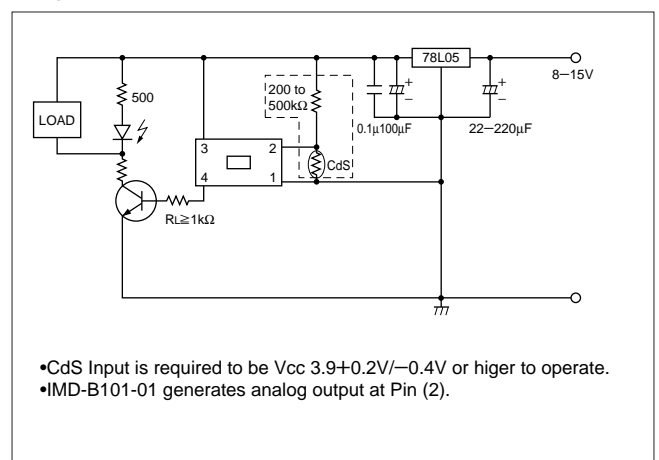 78L05
8−15V
200 to
500kΩ
500
LOAD
0.1µ
100µF
22−220µF
+
−
+
−
3
2
4
1
CdS
RL≧1kΩ
•CdS Input is required to be Vcc 3.9+0.2V/−0.4V or higer to operate.
•IMD-B101-01 generates analog output at Pin (2).